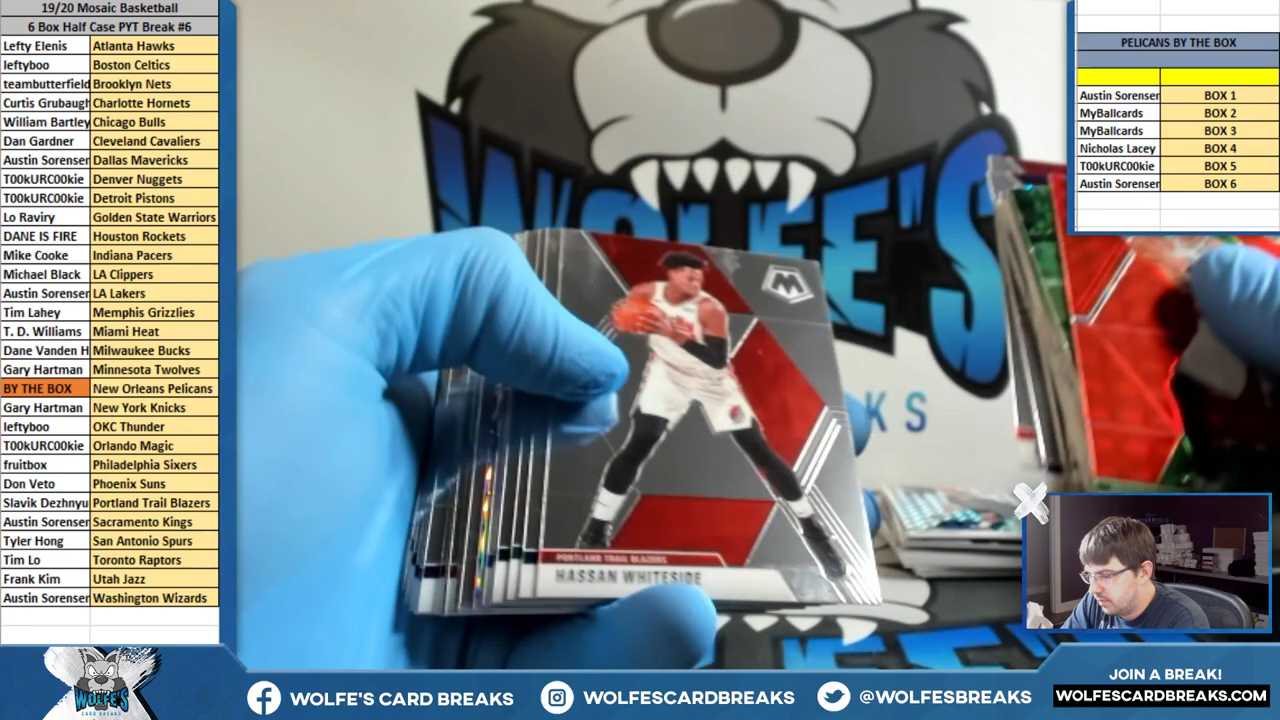 19/20 Mosaic Basketball
6 Box Half Case PYT Break #6
Lefty Elenis Atlanta Hawks
leftyboo Boston Celtics
teambutterfield Brooklyn Nets
Curtis Grubaugh Charlotte Hornets
William Bartley Chicago Bulls
Dan Gardner Cleveland Cavaliers
Austin Sorensen Dallas Mavericks
T00kURC00kie Denver Nuggets
T00kURC00kie Detroit Pistons
Lo Raviry Golden State Warriors
DANE IS FIRE Houston Rockets
Mike Cooke Indiana Pacers
Michael Black LA Clippers
Austin Sorensen LA Lakers
Tim Lahey Memphis Grizzlies
T. D. Williams Miami Heat
Dane Vanden H Milwaukee Bucks
Gary Hartman Minnesota Twolves
BY THE BOX New Orleans Pelicans
Gary Hartman New York Knicks
leftyboo OKC Thunder
T00kURC00kie Orlando Magic
fruitbox Philadelphia Sixers
Don Veto Phoenix Suns
Slavik Dezhnyu Portland Trail Blazers
Austin Sorensen Sacramento Kings
Tyler Hong San Antonio Spurs
Tim Lo Toronto Raptors
Frank Kim Utah Jazz
Austin Sorensen Washington Wizards
PELICANS BY THE BOX
Austin Sorensen BOX 1
MyBallcards BOX 2
MyBallcards BOX 3
Nicholas Lacey BOX 4
T00kURC00kie BOX 5
Austin Sorensen BOX 6
WOLFE'S
KS
M
PORTLAND TRAIL BLAZERS
HASSAN WHITESIDE
WOLFE'S
CARD BREAKS
WOLFE'S CARD BREAKS
WOLFESCARDBREAKS
@WOLFESBREAKS
JOIN A BREAK!
WOLFESCARDBREAKS.COM